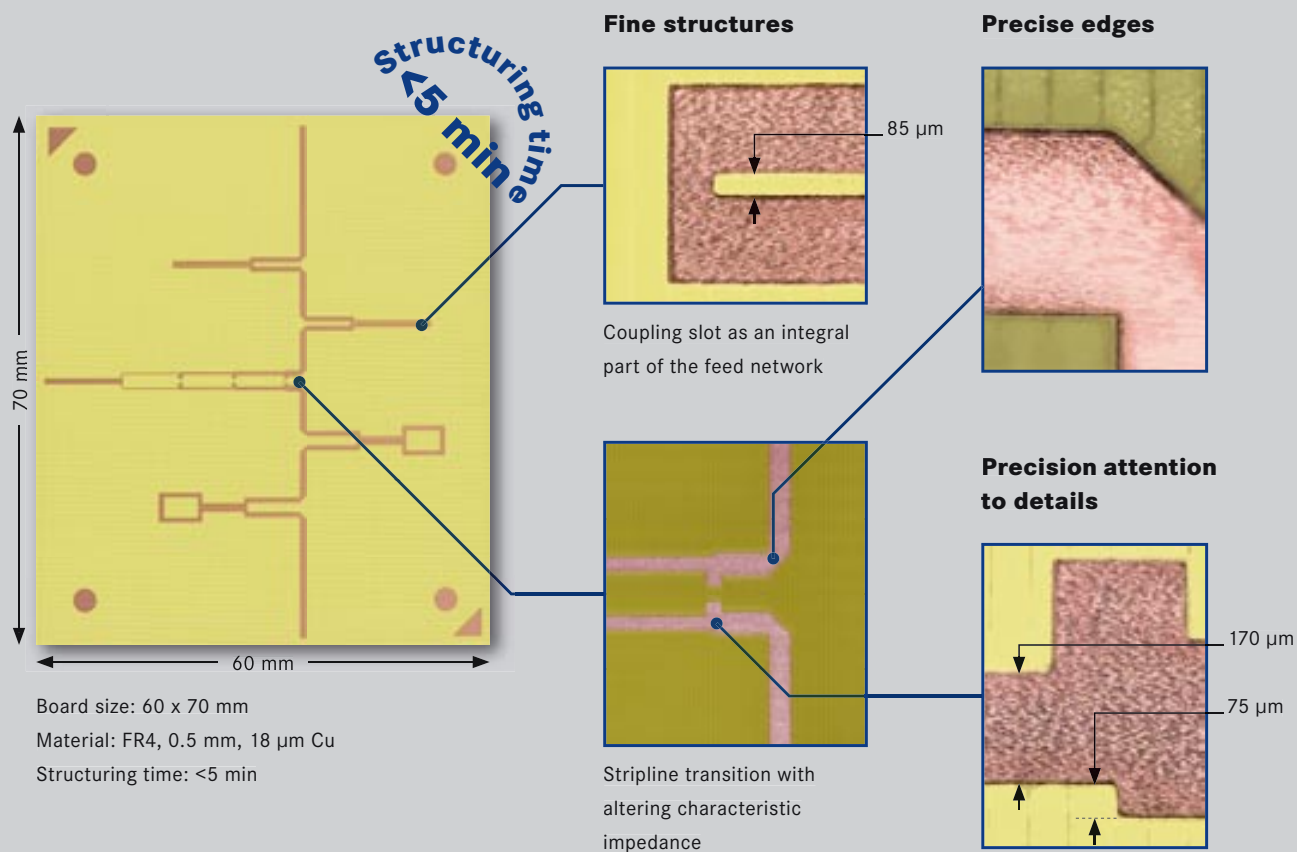 Structuring time
<5 min
70 mm
60 mm
Board size: 60 x 70 mm
Material: FR4, 0.5 mm, 18 µm Cu
Structuring time: <5 min
Fine structures
85 µm
Coupling slot as an integral
part of the feed network
Stripline transition with
altering characteristic
impedance
Precise edges
Precision attention
to details
170 µm
75 µm